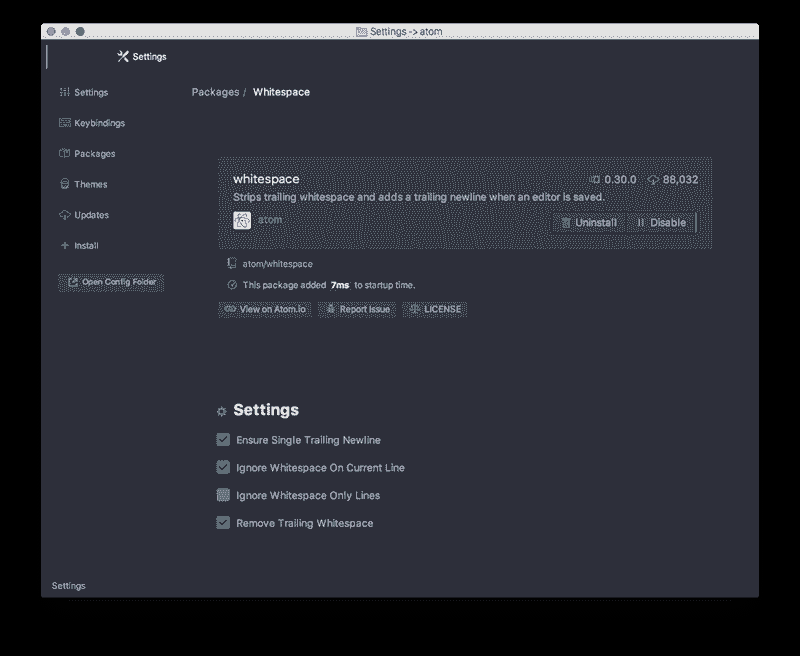 Settings -> atom
Settings
Settings
Keybindings
Packages
Themes
Updates
Install
Open Config Folder
Packages / Whitespace
whitespace 0.30.0 88,032
Strips trailing whitespace and adds a trailing newline when an editor is saved.
atom Uninstall Disable
atom/whitespace
This package added 7ms to startup time.
View on Atom.io Report Issue LICENSE
Settings
Ensure Single Trailing Newline
Ignore Whitespace On Current Line
Ignore Whitespace Only Lines
Remove Trailing Whitespace
Settings